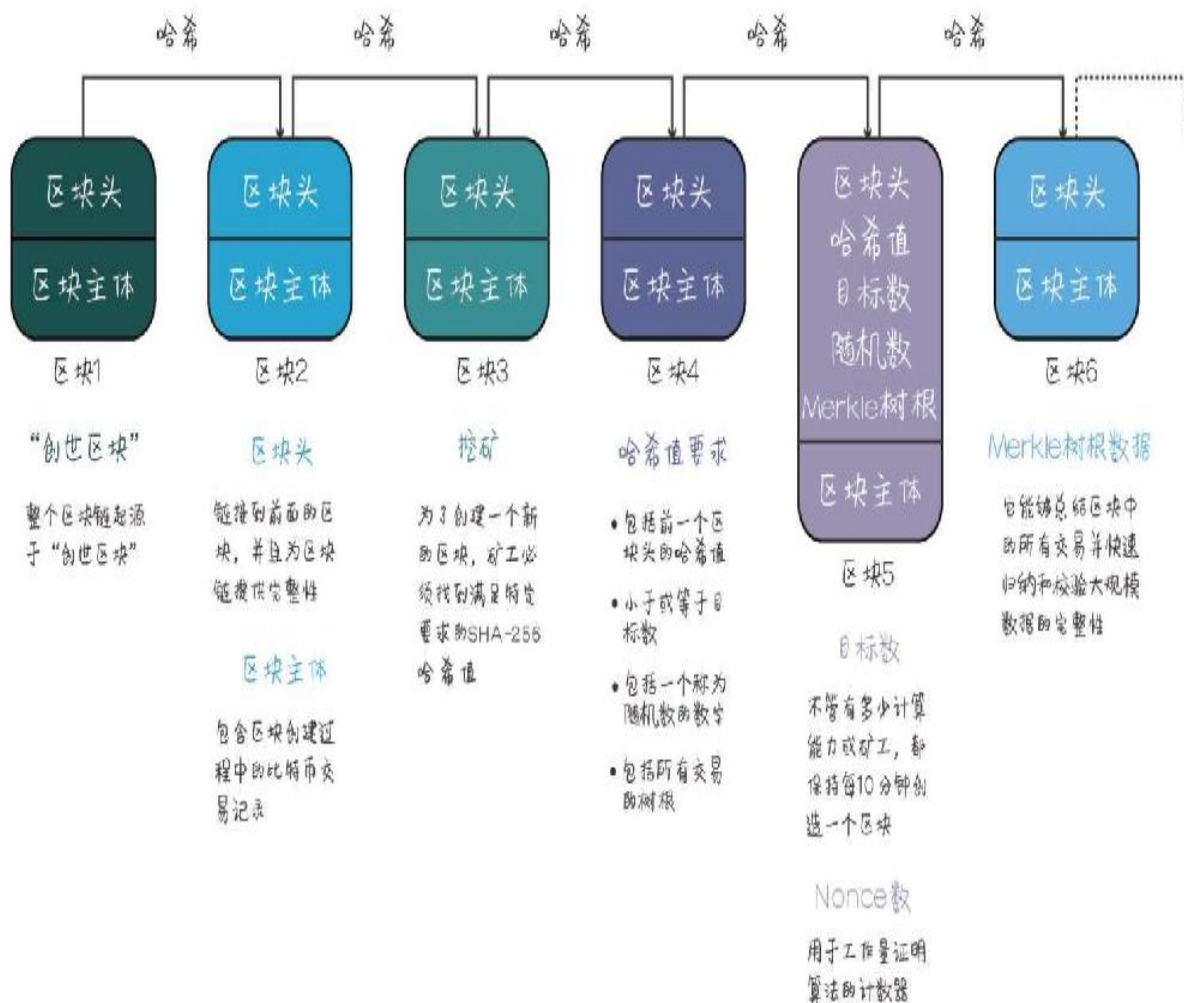 哈希
哈希
哈希
哈希
哈希
区块头
区块主体
区块1
“创世区块”
整个区块链起源
于“创世区块”
区块头
区块主体
区块2
区块头
链接到前面的区
块，并且为区块
链提供完整性
区块主体
包含区块创建过
程中的比特币交
易记录
区块头
区块主体
区块3
挖矿
为了创建一个新
的区块，矿工必
须找到满足特定
要求的SHA-256
哈希值
区块头
区块主体
区块4
哈希值要求
•包括前一个区
块头的哈希值
•小于或等于目
标数
•包括一个称为
随机数的数字
•包括所有交易
的树根
区块头
哈希值
目标数
随机数
Merkle树根
区块主体
区块5
目标数
不管有多少计算
能力或矿工，都
保持每10分钟创
造一个区块
Nonce数
用于工作量证明
算法的计数器
区块头
区块主体
区块6
Merkle树根数据
它能够总结区块中
的所有交易并快速
归纳和校验大规模
数据的完整性